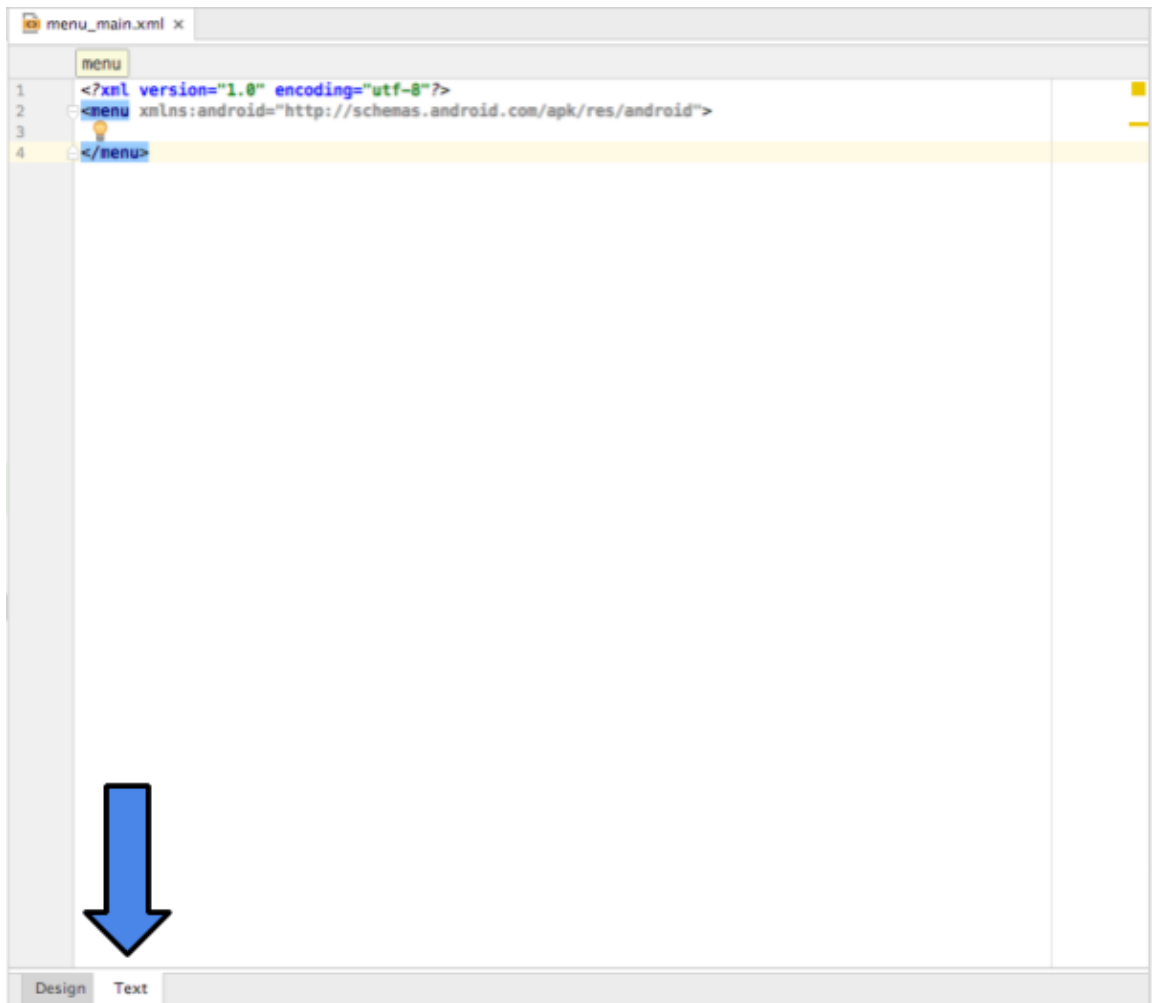 menu_main.xml ×
menu
1 <?xml version="1.0" encoding="utf-8"?>
2 <menu xmlns:android="http://schemas.android.com/apk/res/android">
3
4 </menu>
Design Text